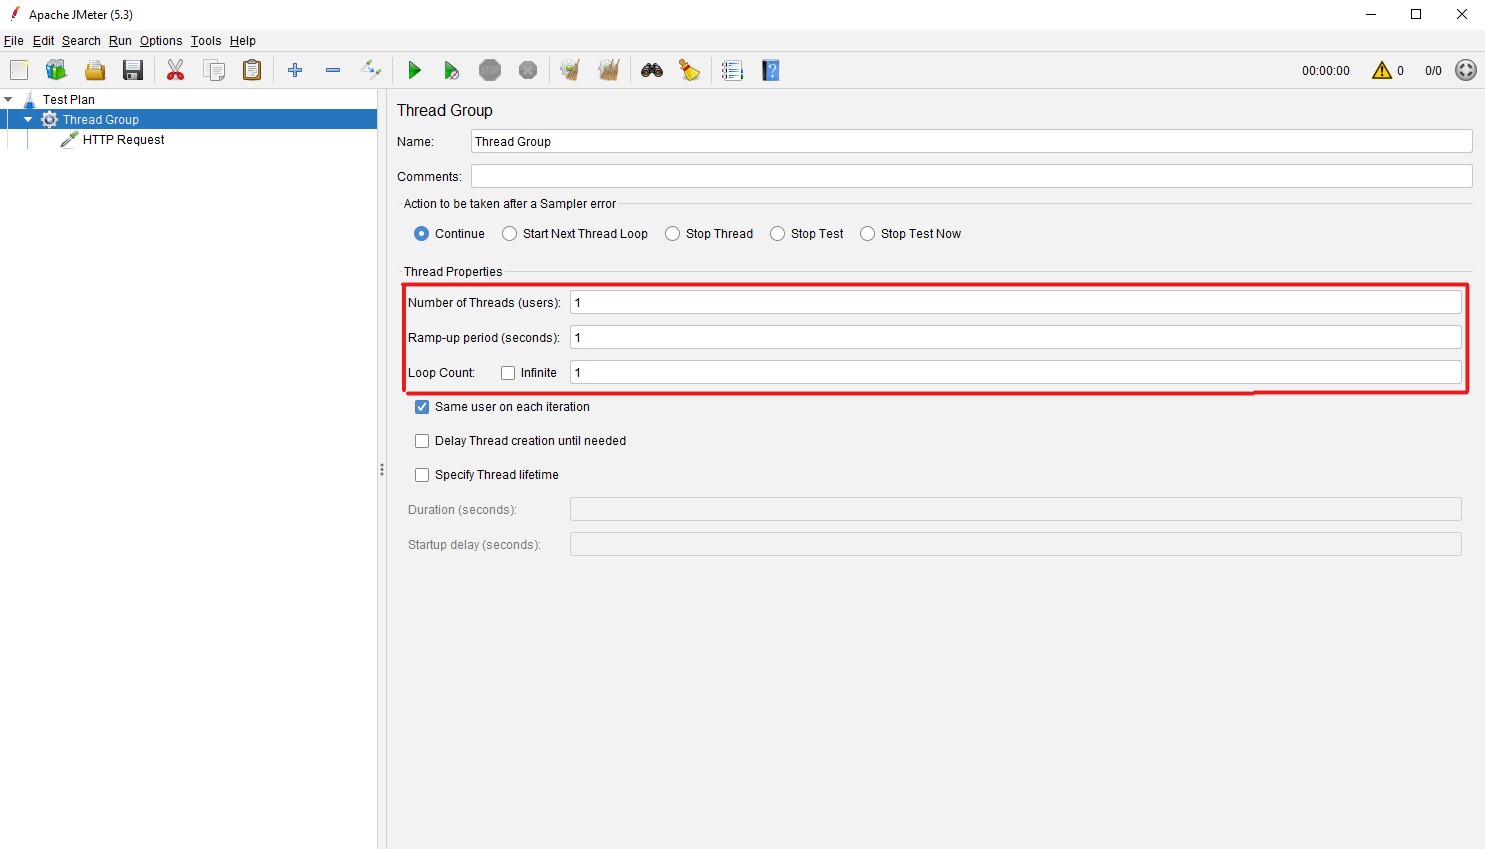 Apache JMeter (5.3)
File Edit Search Run Options Tools Help
00:00:00 0 0/0
Test Plan
Thread Group
HTTP Request
Thread Group
Name: Thread Group
Comments:
Action to be taken after a Sampler error
Continue Start Next Thread Loop Stop Thread Stop Test Stop Test Now
Thread Properties
Number of Threads (users): 1
Ramp-up period (seconds): 1
Loop Count: Infinite 1
Same user on each iteration
Delay Thread creation until needed
Specify Thread lifetime
Duration (seconds):
Startup delay (seconds):